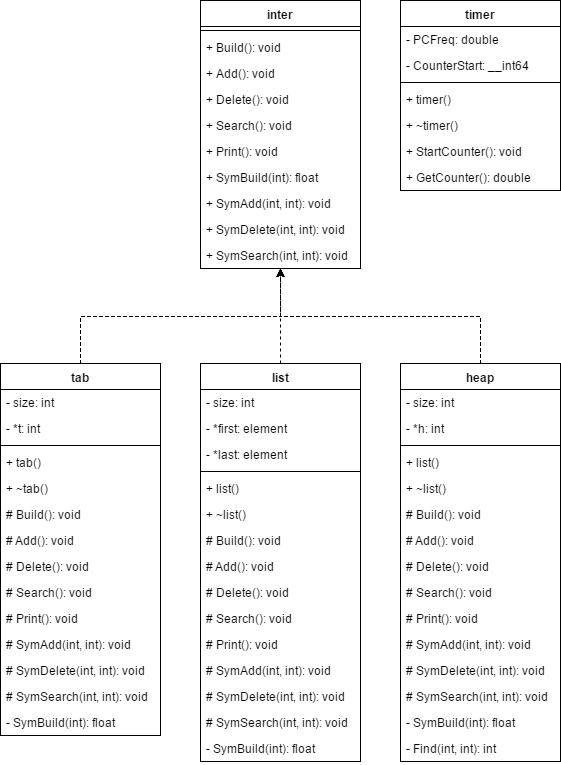 inter
+ Build(): void
+ Add(): void
+ Delete(): void
+ Search(): void
+ Print(): void
+ SymBuild(int): float
+ SymAdd(int, int): void
+ SymDelete(int, int): void
+ SymSearch(int, int): void
timer
- PCFreq: double
- CounterStart: __int64
+ timer()
+ ~timer()
+ StartCounter(): void
+ GetCounter(): double
tab
- size: int
- *t: int
+ tab()
+ ~tab()
# Build(): void
# Add(): void
# Delete(): void
# Search(): void
# Print(): void
# SymAdd(int, int): void
# SymDelete(int, int): void
# SymSearch(int, int): void
- SymBuild(int): float
list
- size: int
- *first: element
- *last: element
+ list()
+ ~list()
# Build(): void
# Add(): void
# Delete(): void
# Search(): void
# Print(): void
# SymAdd(int, int): void
# SymDelete(int, int): void
# SymSearch(int, int): void
- SymBuild(int): float
heap
- size: int
- *h: int
+ list()
+ ~list()
# Build(): void
# Add(): void
# Delete(): void
# Search(): void
# Print(): void
# SymAdd(int, int): void
# SymDelete(int, int): void
# SymSearch(int, int): void
- SymBuild(int): float
- Find(int, int): int